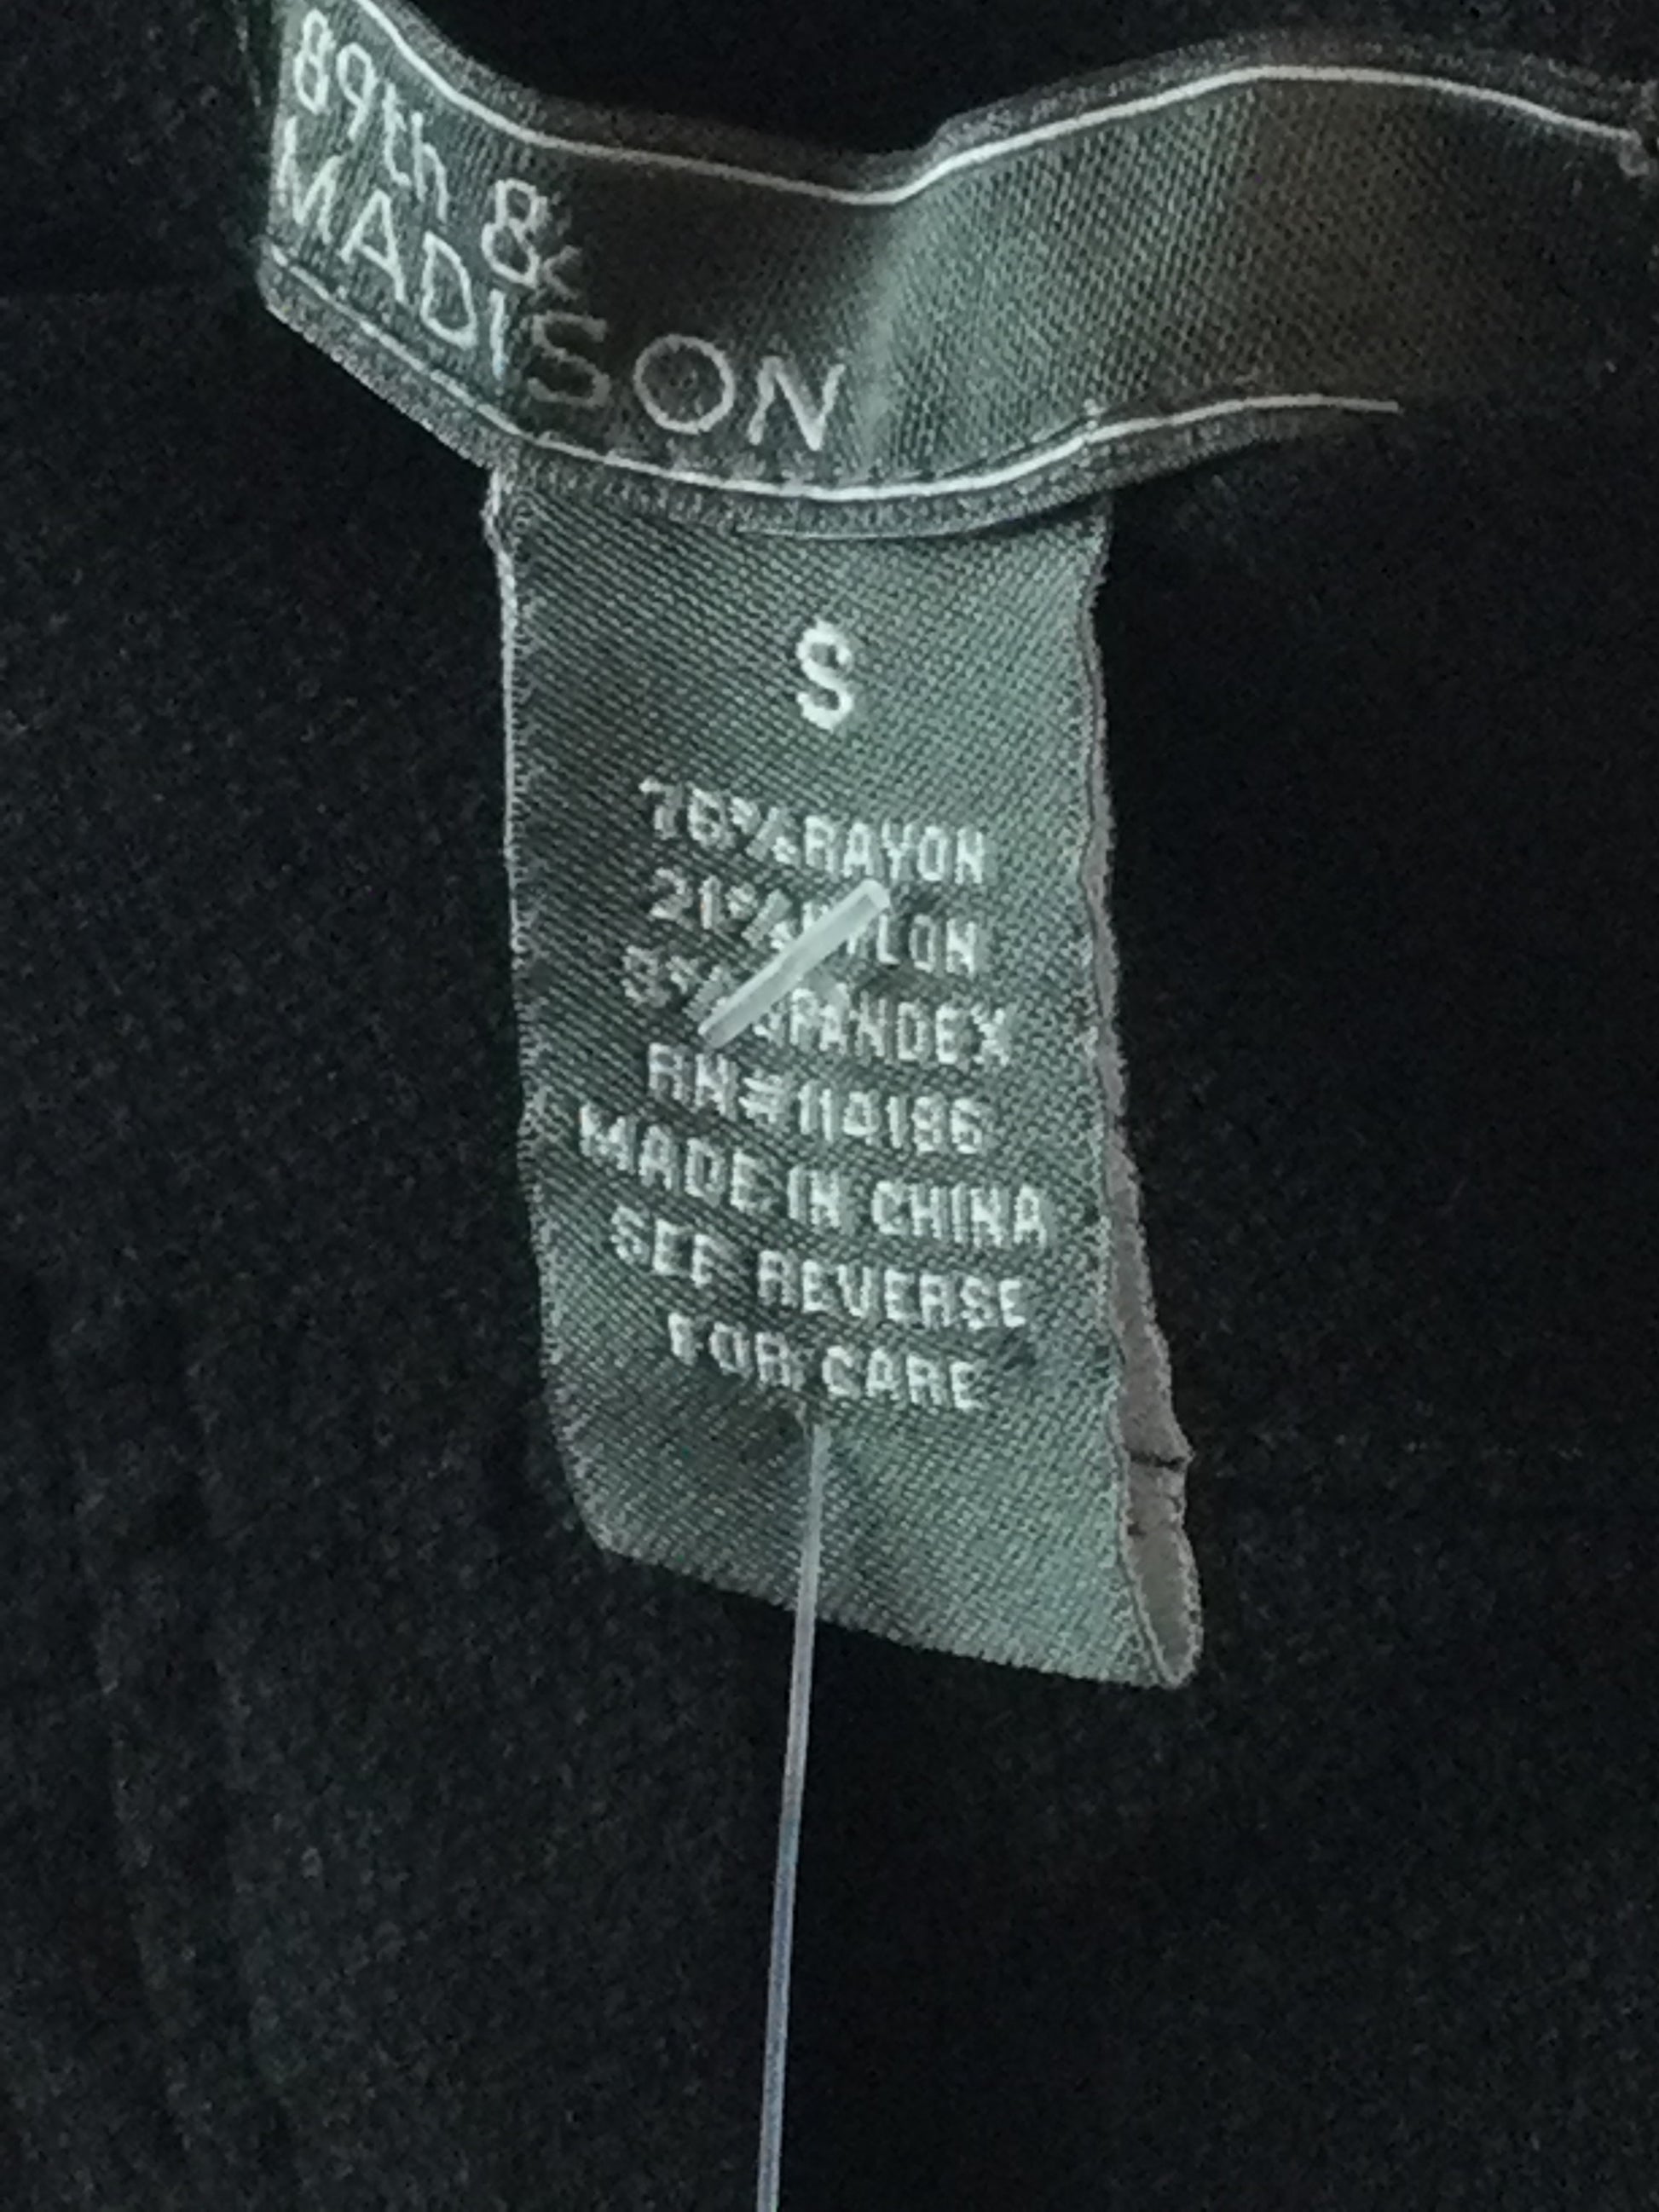 89th &
MADISON
S
76% RAYON
21% NYLON
3% SPANDEX
RN#114186
MADE IN CHINA
SEE REVERSE
FOR CARE